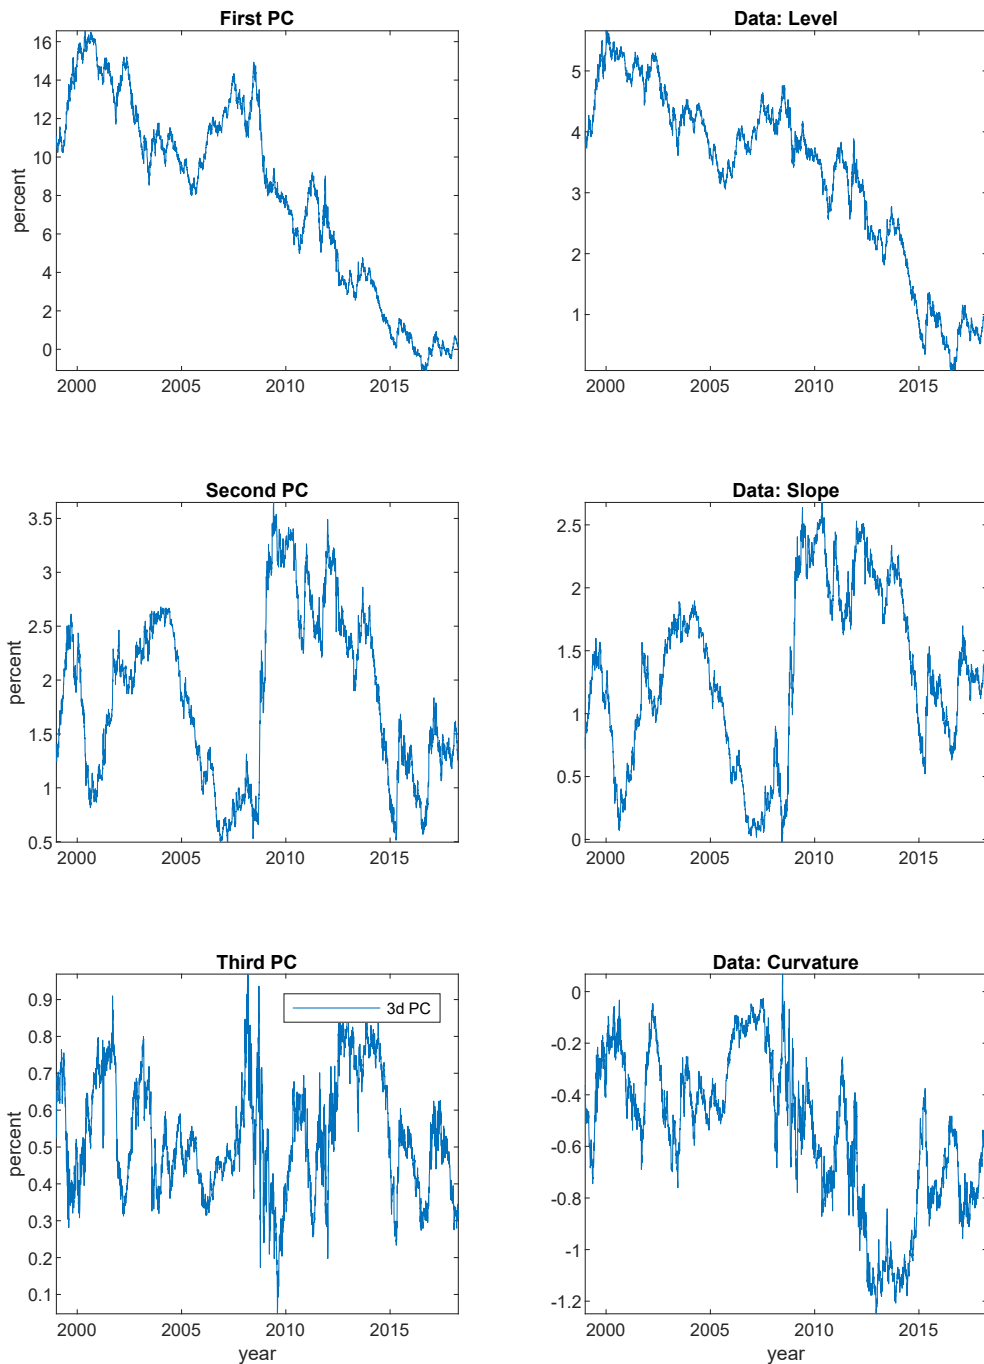 First PC
16
14
12
10
8
6
4
2
0
percent
2000 2005 2010 2015
Data: Level
5
4
3
2
1
2000 2005 2010 2015
Second PC
3.5
3
2.5
2
1.5
1
0.5
percent
2000 2005 2010 2015
Data: Slope
2.5
2
1.5
1
0.5
0
2000 2005 2010 2015
Third PC
3d PC
0.9
0.8
0.7
0.6
0.5
0.4
0.3
0.2
0.1
percent
2000 2005 2010 2015
year
Data: Curvature
0
-0.2
-0.4
-0.6
-0.8
-1
-1.2
2000 2005 2010 2015
year